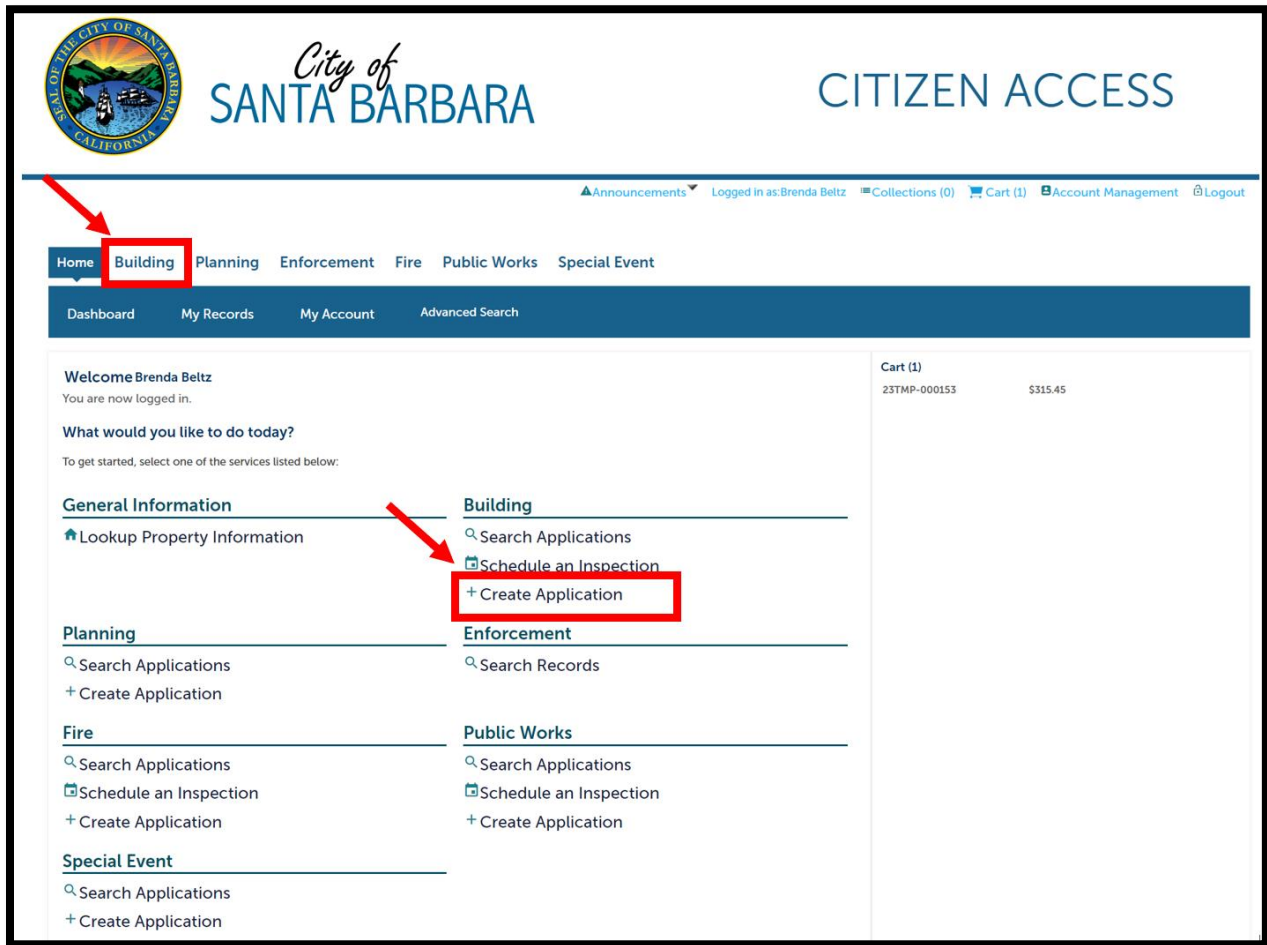 SEAL OF THE CITY OF SANTA BARBARA
CALIFORNIA
City of
SANTA BARBARA
CITIZEN ACCESS
Announcements Logged in as:Brenda Beltz Collections (0) Cart (1) Account Management Logout
Home Building Planning Enforcement Fire Public Works Special Event
Dashboard My Records My Account Advanced Search
Welcome Brenda Beltz
You are now logged in.
What would you like to do today?
To get started, select one of the services listed below:
General Information
Lookup Property Information
Building
Search Applications
Schedule an Inspection
+ Create Application
Planning
Search Applications
+ Create Application
Enforcement
Search Records
Fire
Search Applications
Schedule an Inspection
+ Create Application
Public Works
Search Applications
Schedule an Inspection
+ Create Application
Special Event
Search Applications
+ Create Application
Cart (1)
23TMP-000153 $315.45